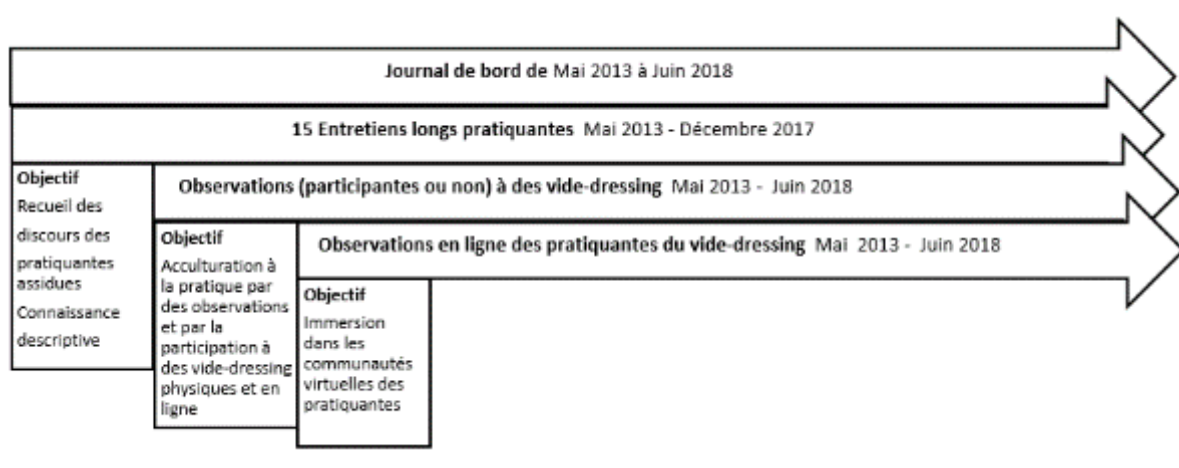 Journal de bord de Mai 2013 à Juin 2018
15 Entretiens longs pratiquantes Mai 2013 - Décembre 2017
Objectif
Recueil des
discours des
pratiquantes
assidues
Connaissance
descriptive
Observations (participantes ou non) à des vide-dressing Mai 2013 - Juin 2018
Objectif
Acculturation à
la pratique par
des observations
et par la
participation à
des vide-dressing
physiques et en
ligne
Observations en ligne des pratiquantes du vide-dressing Mai 2013 - Juin 2018
Objectif
Immersion
dans les
communautés
virtuelles des
pratiquantes